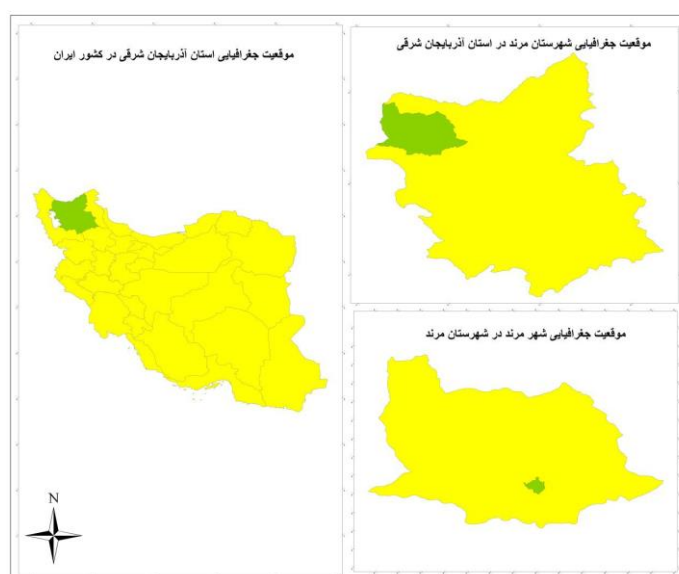 موقعیت جغرافیایی استان آذربایجان شرقی در کشور ایران
موقعیت جغرافیایی شهرستان مرند در استان آذربایجان شرقی
موقعیت جغرافیایی شهر مرند در شهرستان مرند
N